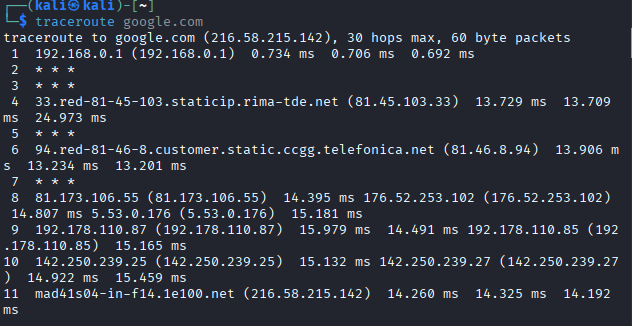 ┌──(kali㉿kali)-[~]
└─$ traceroute google.com
traceroute to google.com (216.58.215.142), 30 hops max, 60 byte packets
 1  192.168.0.1 (192.168.0.1)  0.734 ms  0.706 ms  0.692 ms
 2  * * *
 3  * * *
 4  33.red-81-45-103.staticip.rima-tde.net (81.45.103.33)  13.729 ms  13.709
ms  24.973 ms
 5  * * *
 6  94.red-81-46-8.customer.static.ccgg.telefonica.net (81.46.8.94)  13.906 m
s  13.234 ms  13.201 ms
 7  * * *
 8  81.173.106.55 (81.173.106.55)  14.395 ms 176.52.253.102 (176.52.253.102)
 14.807 ms 5.53.0.176 (5.53.0.176)  15.181 ms
 9  192.178.110.87 (192.178.110.87)  15.979 ms  14.491 ms 192.178.110.85 (192
.178.110.85)  15.165 ms
10  142.250.239.25 (142.250.239.25)  15.132 ms 142.250.239.27 (142.250.239.27
)  14.922 ms  15.459 ms
11  mad41s04-in-f14.1e100.net (216.58.215.142)  14.260 ms  14.325 ms  14.192
ms